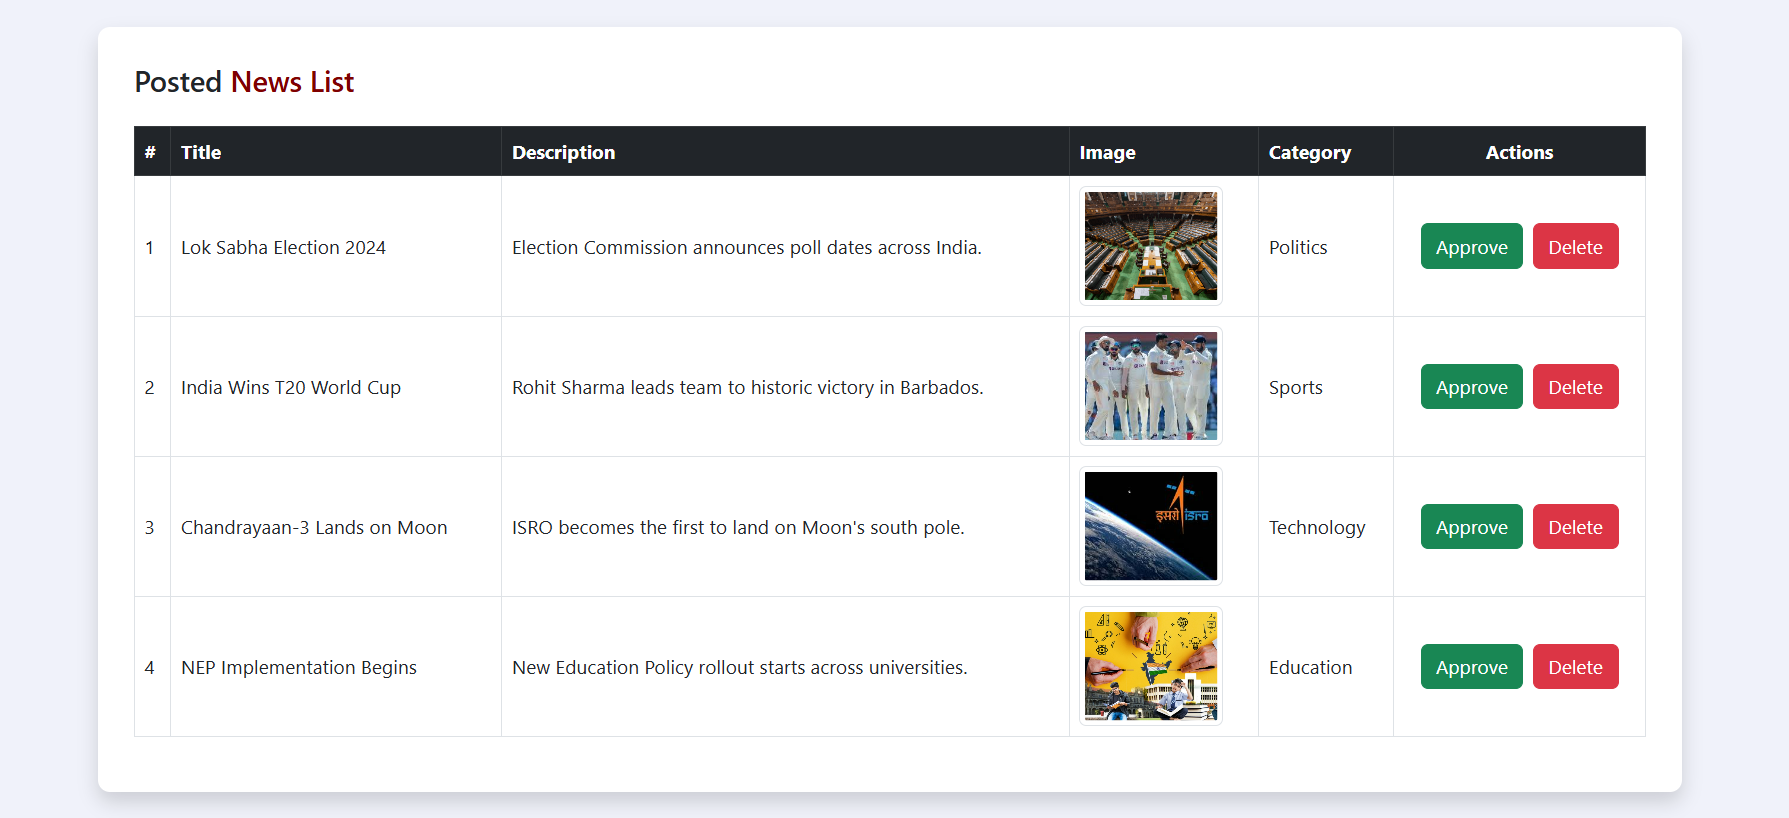 Posted News List
# Title Description Image Category Actions
1 Lok Sabha Election 2024 Election Commission announces poll dates across India. Politics Approve Delete
2 India Wins T20 World Cup Rohit Sharma leads team to historic victory in Barbados. Sports Approve Delete
3 Chandrayaan-3 Lands on Moon ISRO becomes the first to land on Moon's south pole. इसरो isro Technology Approve Delete
4 NEP Implementation Begins New Education Policy rollout starts across universities. Education Approve Delete